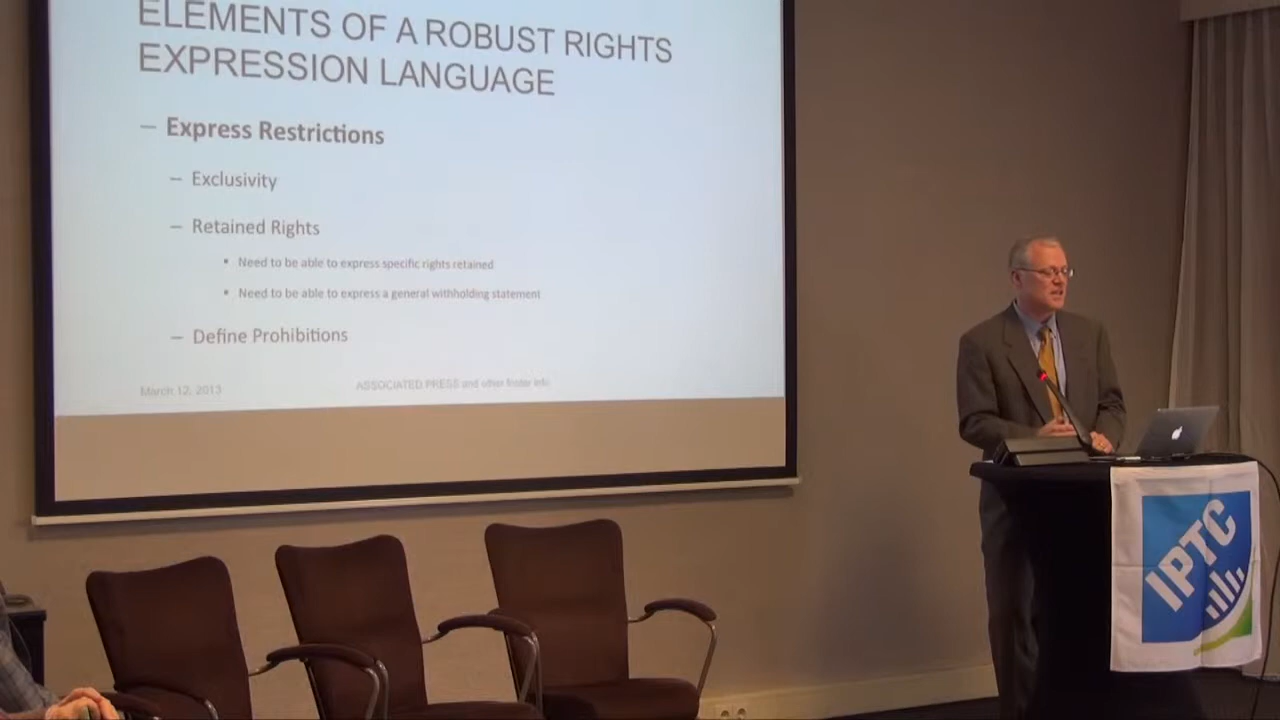 ELEMENTS OF A ROBUST RIGHTS
EXPRESSION LANGUAGE
– Express Restrictions
– Exclusivity
– Retained Rights
• Need to be able to express specific rights retained
• Need to be able to express a general withholding statement
– Define Prohibitions
March 12, 2013
ASSOCIATED PRESS and other footer info
IPTC